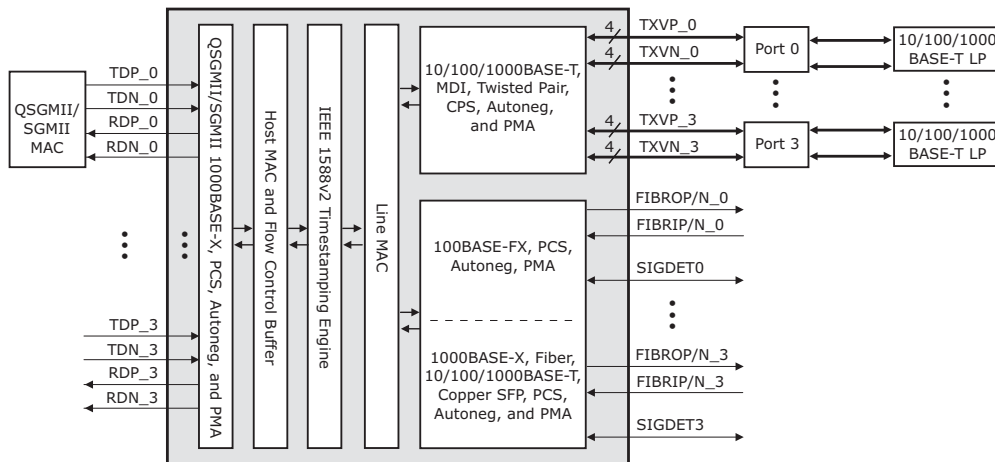 QSGMII/
SGMII
MAC
TDP_0
TDN_0
RDP_0
RDN_0
TDP_3
TDN_3
RDP_3
RDN_3
QSGMII/SGMII 1000BASE-X, PCS, Autoneg, and PMA
Host MAC and Flow Control Buffer
IEEE 1588v2 Timestamping Engine
Line MAC
10/100/1000BASE-T,
MDI, Twisted Pair,
CPS, Autoneg,
and PMA
100BASE-FX, PCS,
Autoneg, PMA
1000BASE-X, Fiber,
10/100/1000BASE-T,
Copper SFP, PCS,
Autoneg, and PMA
4
TXVP_0
4
TXVN_0
4
TXVP_3
4
TXVN_3
Port 0
Port 3
10/100/1000
BASE-T LP
10/100/1000
BASE-T LP
FIBROP/N_0
FIBRIP/N_0
SIGDET0
FIBROP/N_3
FIBRIP/N_3
SIGDET3